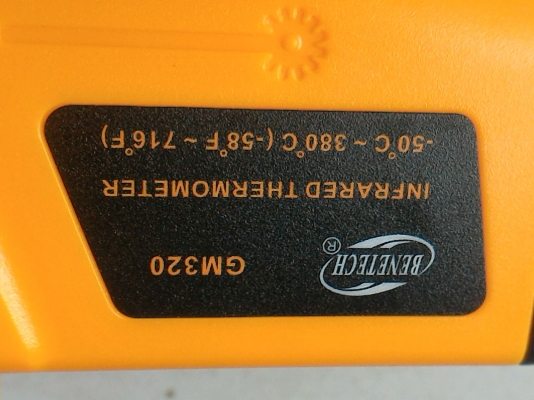 BENETECH ® GM320
INFRARED THERMOMETER
-50°C ~ 380°C (-58°F ~ 716°F)